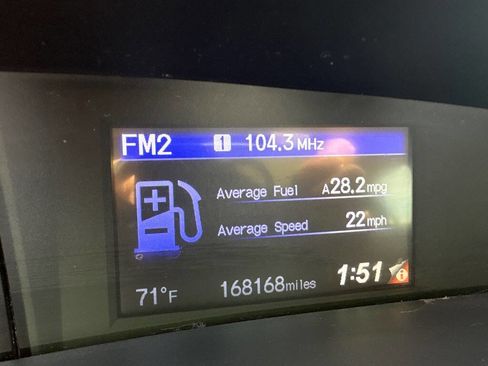 FM2 1 104.3 MHz
Average Fuel A28.2 mpg
Average Speed 22 mph
71°F 168168 miles 1:51